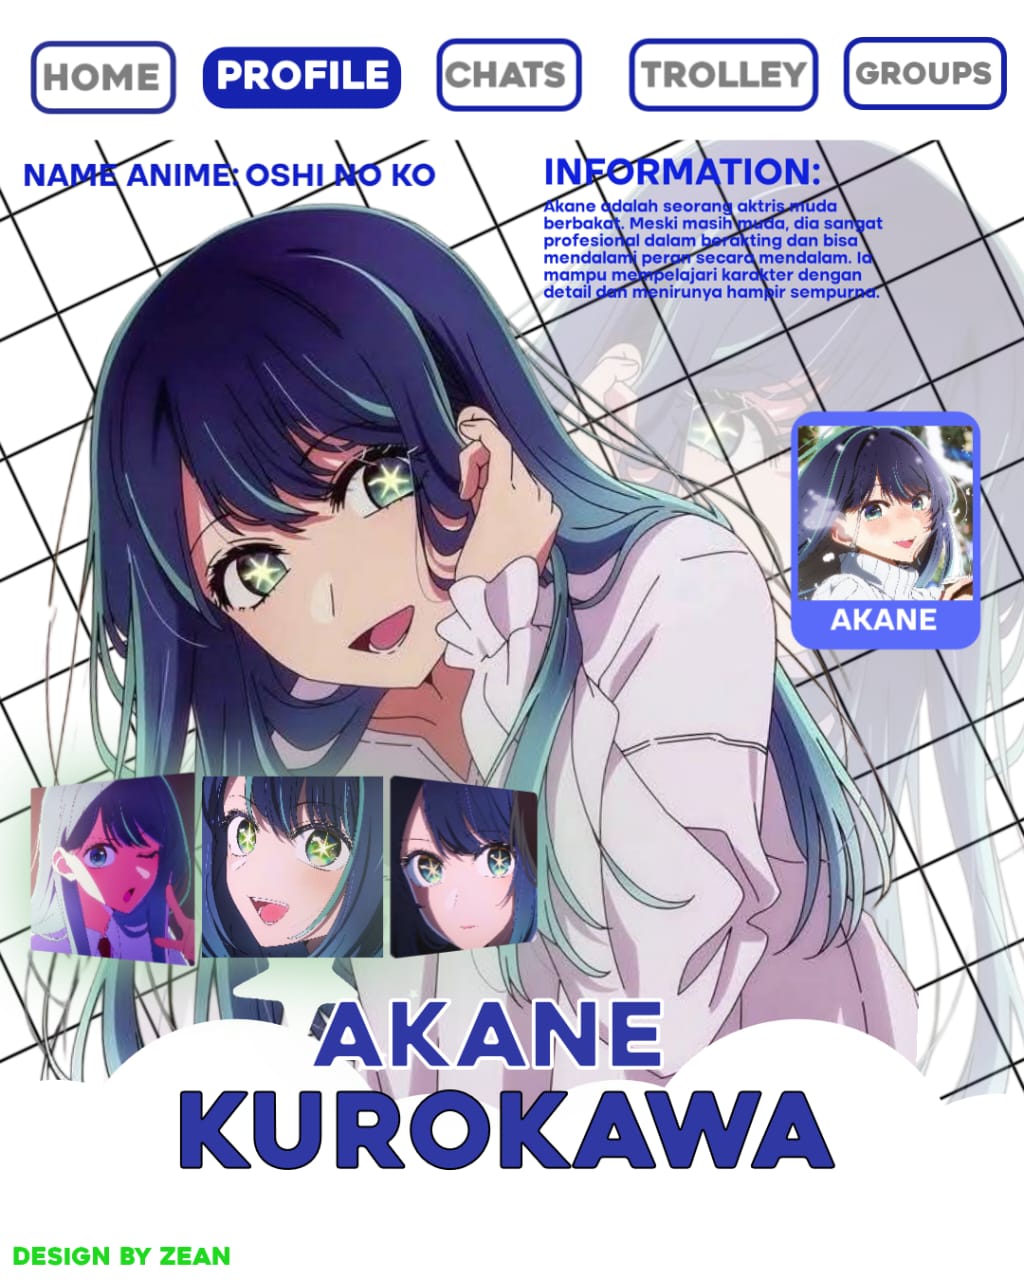 HOME
PROFILE
CHATS
TROLLEY
GROUPS
NAME ANIME: OSHI NO KO
INFORMATION:
Akane adalah seorang aktris muda
berbakat. Meski masih muda, dia sangat
profesional dalam berakting dan bisa
mendalami peran secara mendalam. Ia
mampu mempelajari karakter dengan
detail dan menirunya hampir sempurna.
AKANE
AKANE
KUROKAWA
DESIGN BY ZEAN